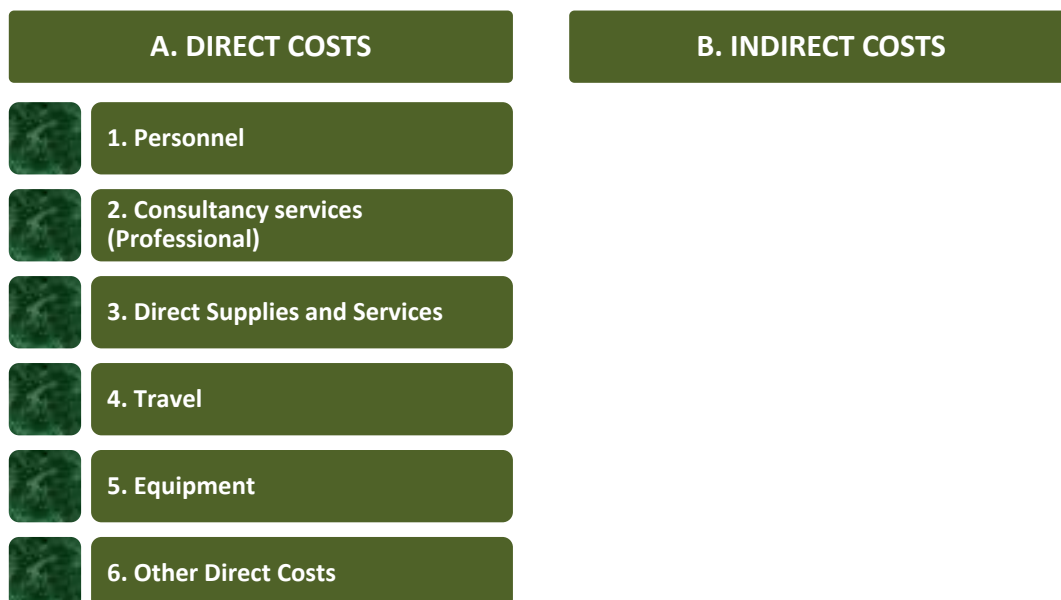 A. DIRECT COSTS
1. Personnel
2. Consultancy services
(Professional)
3. Direct Supplies and Services
4. Travel
5. Equipment
6. Other Direct Costs
B. INDIRECT COSTS